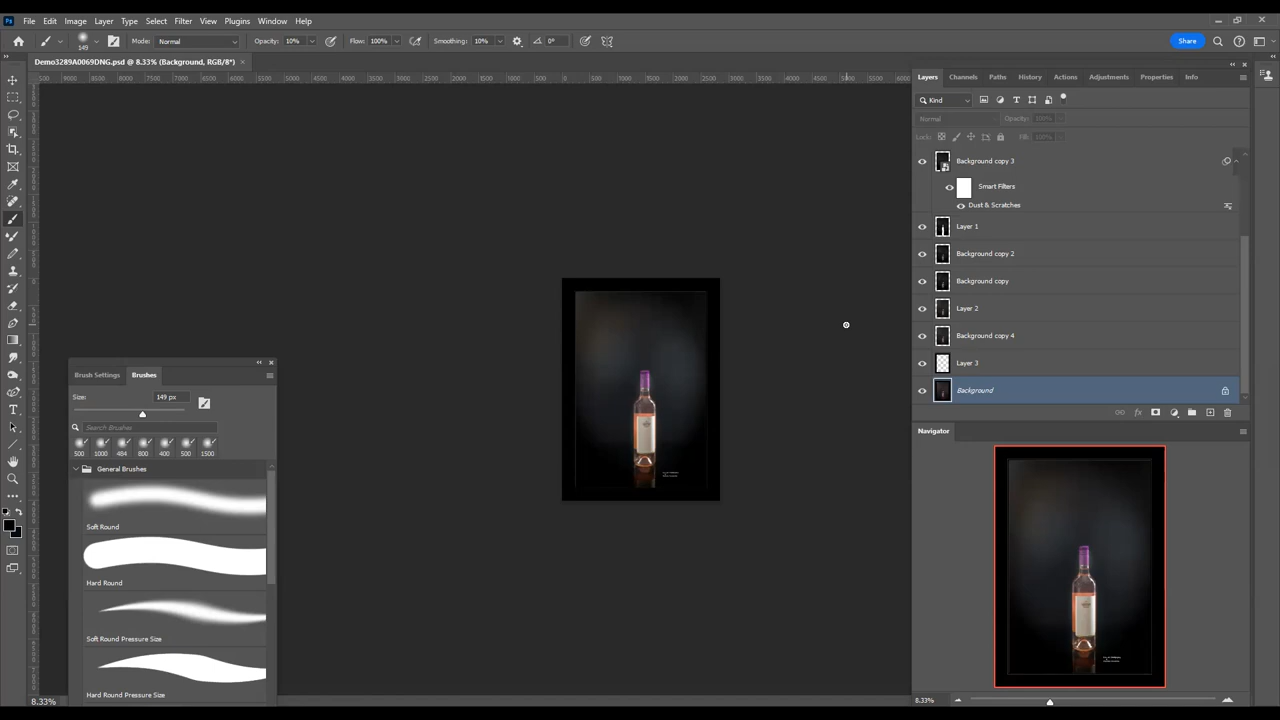 Ps File Edit Image Layer Type Select Filter View Plugins Window Help
149 Mode: Normal Opacity: 10% Flow: 100% Smoothing: 10% 0° Share
Demo3289A0069DNG.psd @ 8.33% (Background, RGB/8*)
Layers Channels Paths History Actions Adjustments Properties Info
Kind
Normal Opacity: 100%
Lock: Fill: 100%
Background copy 3
Smart Filters
Dust & Scratches
Layer 1
Background copy 2
Background copy
Layer 2
Background copy 4
Layer 3
Background
Brush Settings Brushes
Size: 149 px
Search Brushes
500 1000 484 800 400 500 1500
General Brushes
Soft Round
Hard Round
Soft Round Pressure Size
Hard Round Pressure Size
Navigator
8.33%
8.33%